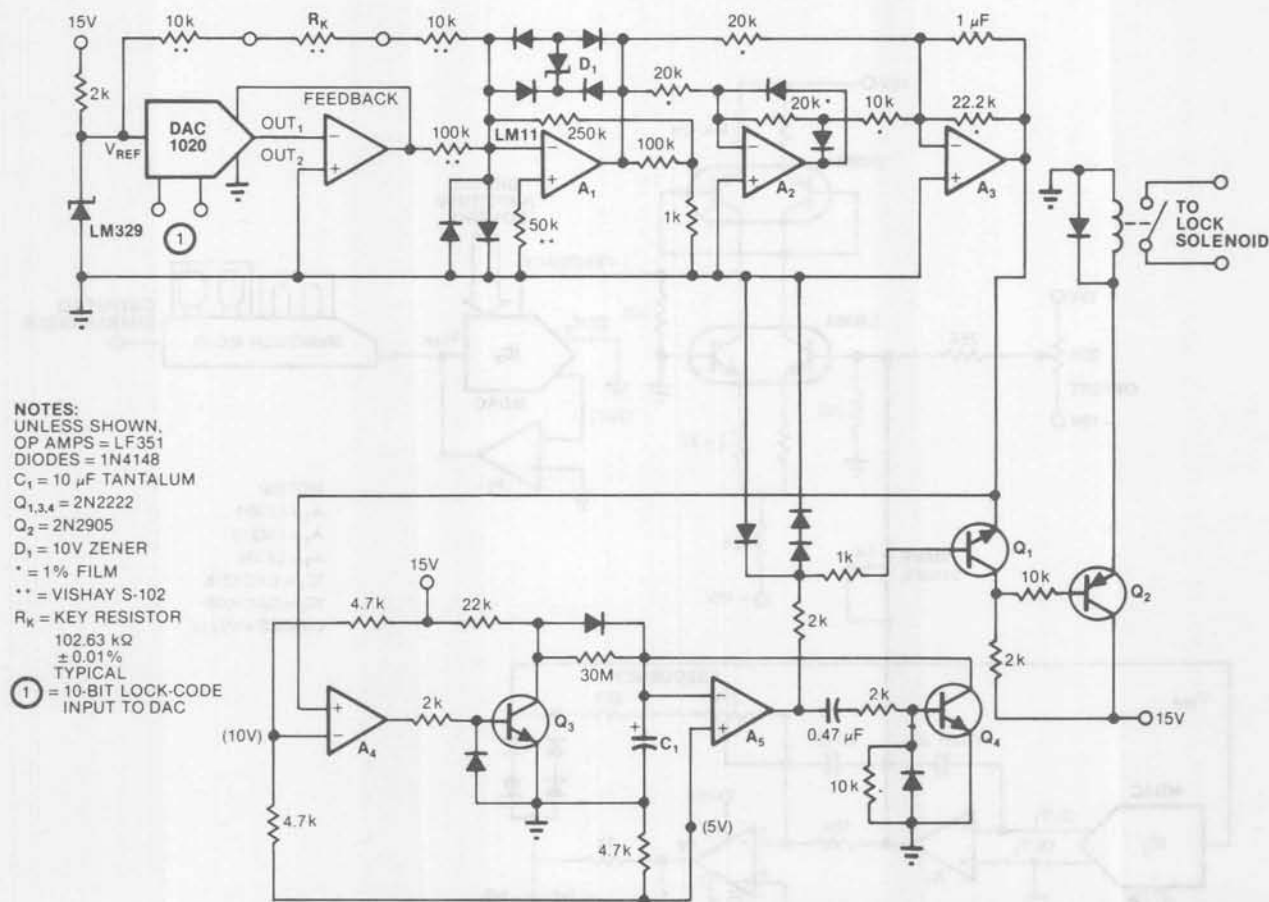 15V
10k
R_K
10k
20k
1 µF
2k
D₁
20k
20k*
10k
22.2k
FEEDBACK
DAC
1020
OUT₁
OUT₂
V_REF
100k
LM11
250k
100k
A₁
A₂
A₃
LM329
1
50k
**
1k
TO
LOCK
SOLENOID
NOTES:
UNLESS SHOWN,
OP AMPS = LF351
DIODES = 1N4148
C₁ = 10 µF TANTALUM
Q₁,₃,₄ = 2N2222
Q₂ = 2N2905
D₁ = 10V ZENER
* = 1% FILM
** = VISHAY S-102
R_K = KEY RESISTOR
102.63 kΩ
± 0.01%
TYPICAL
1 = 10-BIT LOCK-CODE
INPUT TO DAC
15V
4.7k
22k
30M
1k
Q₁
10k
Q₂
2k
2k
(10V)
A₄
2k
Q₃
C₁
A₅
0.47 µF
2k
Q₄
15V
10k
4.7k
4.7k
(5V)